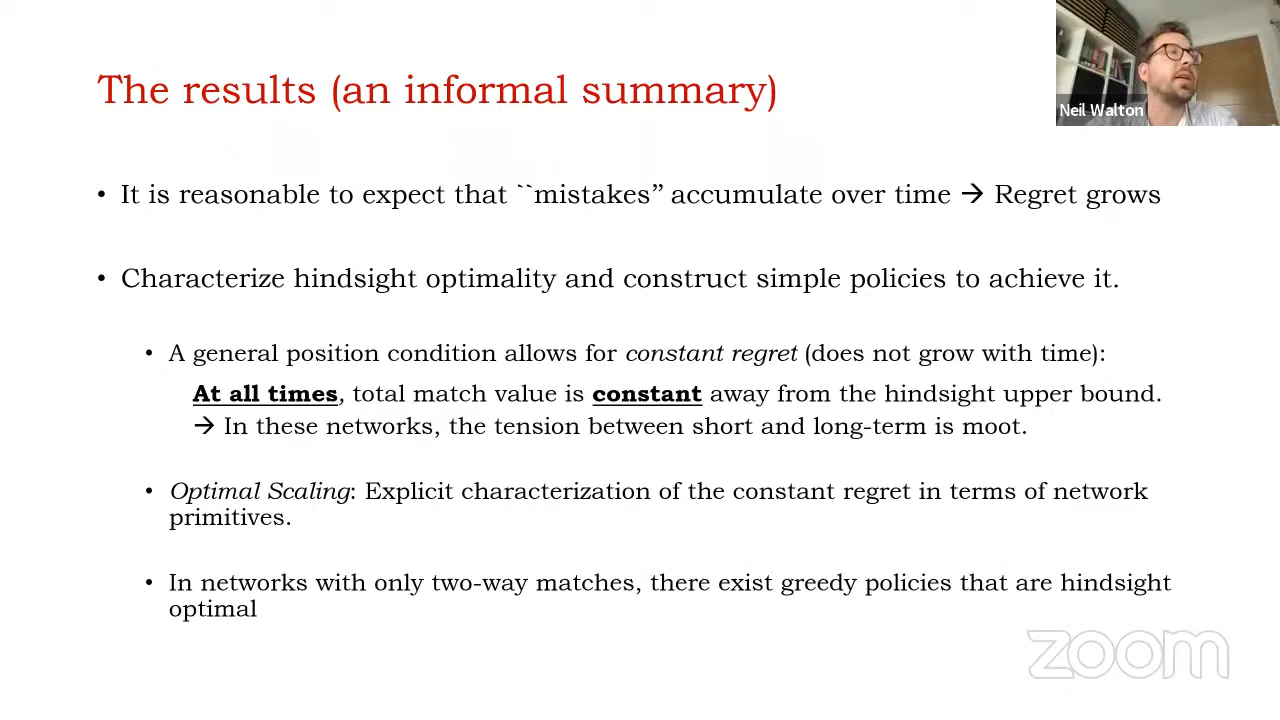 The results (an informal summary)
Neil Walton
• It is reasonable to expect that ``mistakes” accumulate over time → Regret grows
• Characterize hindsight optimality and construct simple policies to achieve it.
• A general position condition allows for constant regret (does not grow with time):
At all times, total match value is constant away from the hindsight upper bound.
→ In these networks, the tension between short and long-term is moot.
• Optimal Scaling: Explicit characterization of the constant regret in terms of network
primitives.
• In networks with only two-way matches, there exist greedy policies that are hindsight
optimal
zoom